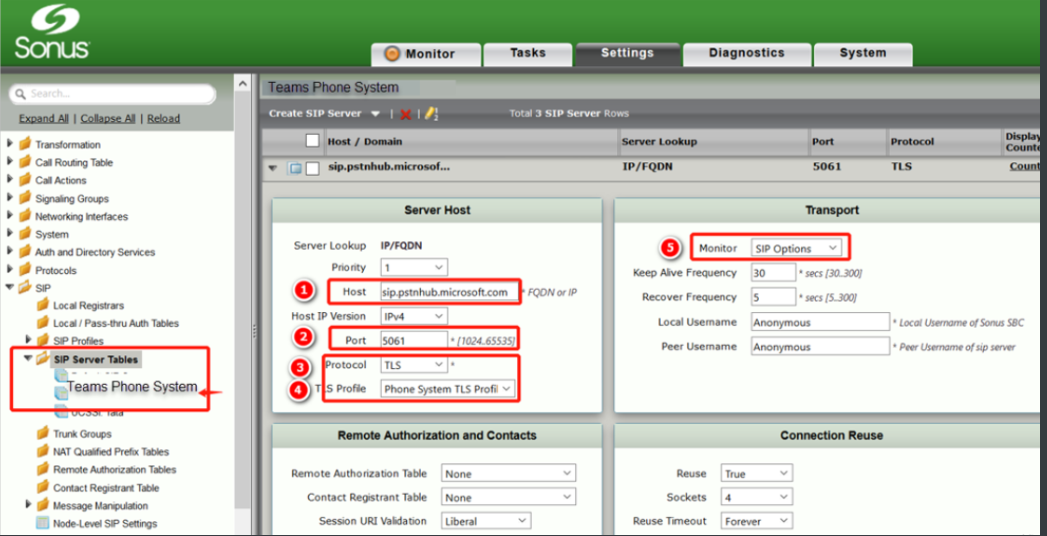 Sonus
Monitor
Tasks
Settings
Diagnostics
System
Search...
Expand All | Collapse All | Reload
Transformation
Call Routing Table
Call Actions
Signaling Groups
Networking Interfaces
System
Auth and Directory Services
Protocols
SIP
Local Registrars
Local / Pass-thru Auth Tables
SIP Profiles
SIP Server Tables
Teams Phone System
Trunk Groups
NAT Qualified Prefix Tables
Remote Authorization Tables
Contact Registrant Table
Message Manipulation
Node-Level SIP Settings
Teams Phone System
Create SIP Server
Total 3 SIP Server Rows
Host / Domain
Server Lookup
Port
Protocol
Display
Counte
sip.pstnhub.microsof...
IP/FQDN
5061
TLS
Count
Server Host
Server Lookup IP/FQDN
Priority 1
1 Host sip.pstnhub.microsoft.com * FQDN or IP
Host IP Version IPv4
2 Port 5061 * [1024..65535]
3 Protocol TLS *
4 TLS Profile Phone System TLS Profil
Transport
5 Monitor SIP Options
Keep Alive Frequency 30 * secs [30..300]
Recover Frequency 5 * secs [5..300]
Local Username Anonymous * Local Username of Sonus SBC
Peer Username Anonymous * Peer Username of sip server
Remote Authorization and Contacts
Remote Authorization Table None
Contact Registrant Table None
Session URI Validation Liberal
Connection Reuse
Reuse True
Sockets 4
Reuse Timeout Forever